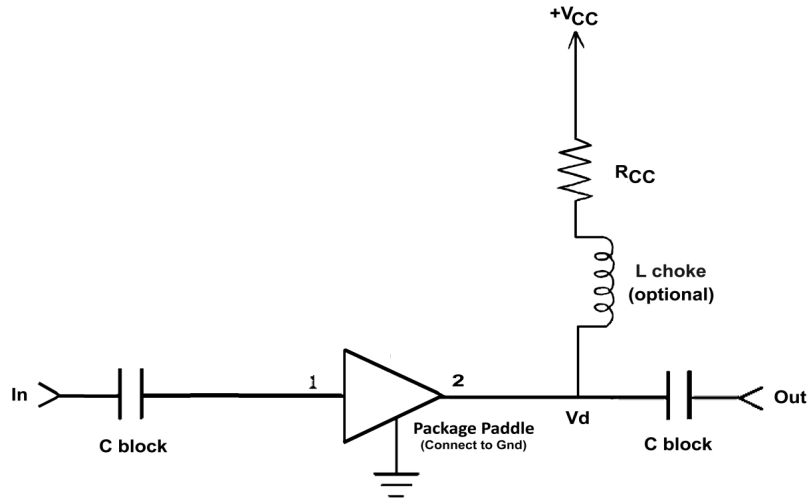 +VCC
RCC
L choke
(optional)
In
1
2
Out
C block
Package Paddle
(Connect to Gnd)
Vd
C block